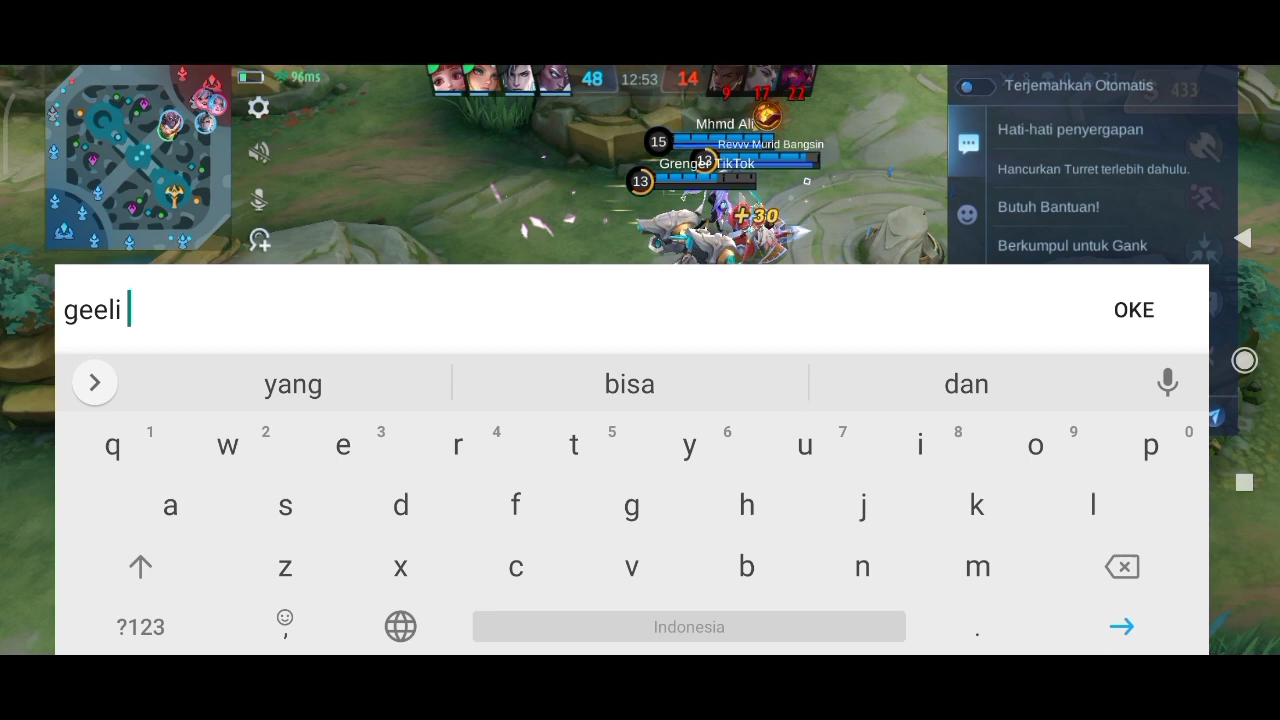 96ms
48 12:53 14
9 17 22
Terjemahkan Otomatis
433
Hati-hati penyergapan
Hancurkan Turret terlebih dahulu.
Butuh Bantuan!
Berkumpul untuk Gank
Mhmd Ali
15
Revvv Murid Bangsin
13
Grenger TikTok
13
+30
geeli
OKE
yang bisa dan
q 1 w 2 e 3 r 4 t 5 y 6 u 7 i 8 o 9 p 0
a s d f g h j k l
z x c v b n m
?123 , Indonesia .